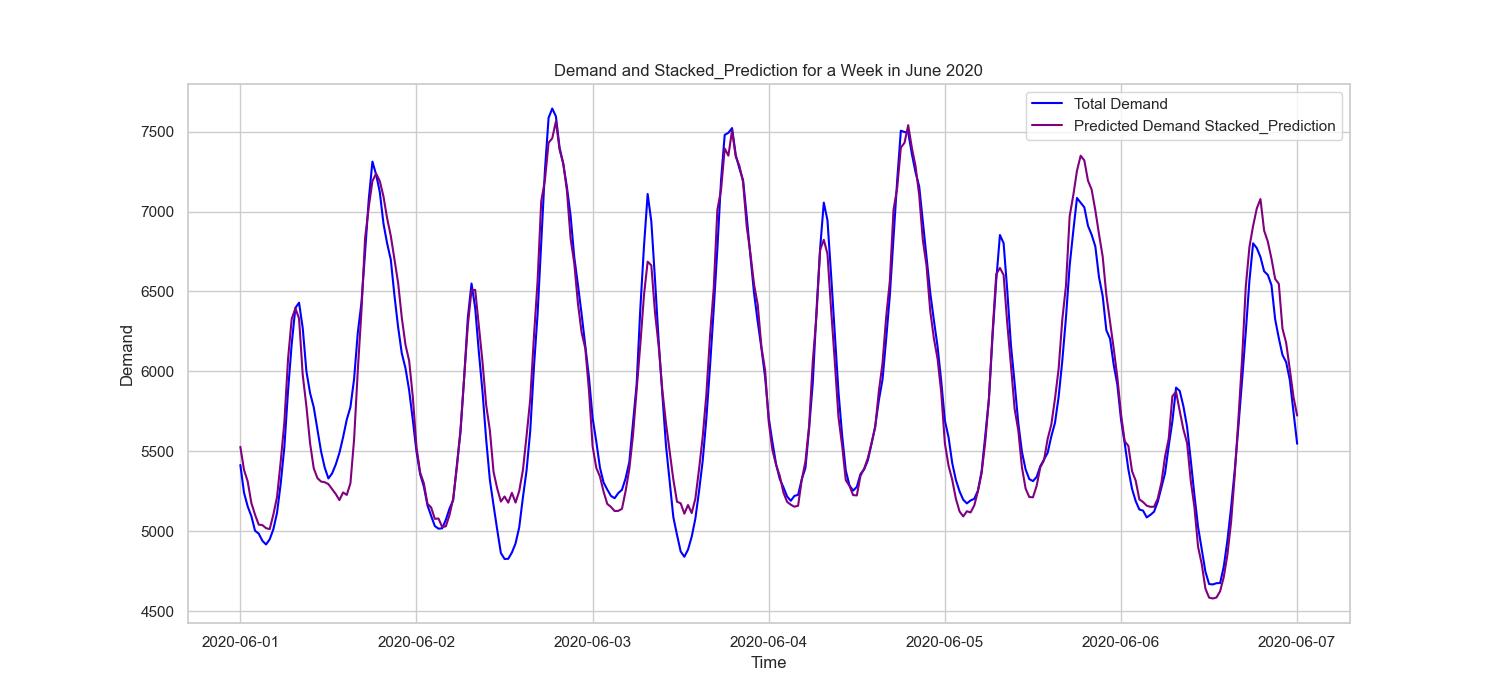 Demand and Stacked_Prediction for a Week in June 2020
Total Demand
Predicted Demand Stacked_Prediction
7500
7000
6500
6000
5500
5000
4500
Demand
2020-06-01 2020-06-02 2020-06-03 2020-06-04 2020-06-05 2020-06-06 2020-06-07
Time